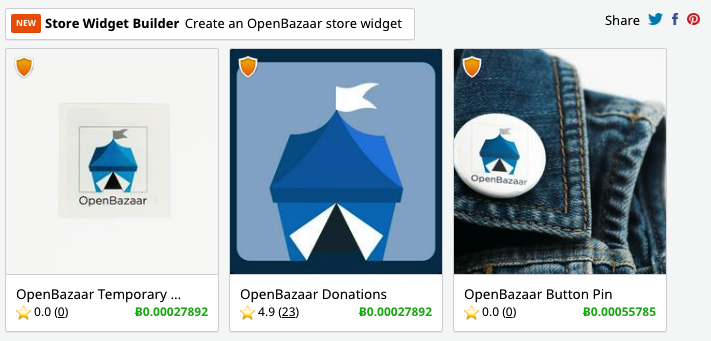 NEW Store Widget Builder Create an OpenBazaar store widget
Share
OpenBazaar
OpenBazaar
OpenBazaar Temporary ...
0.0 (0)
Ƀ0.00027892
OpenBazaar Donations
4.9 (23)
Ƀ0.00027892
OpenBazaar Button Pin
0.0 (0)
Ƀ0.00055785